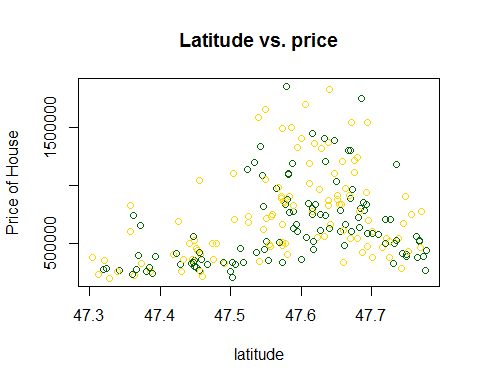 Latitude vs. price
Price of House
1500000
500000
47.3 47.4 47.5 47.6 47.7
latitude